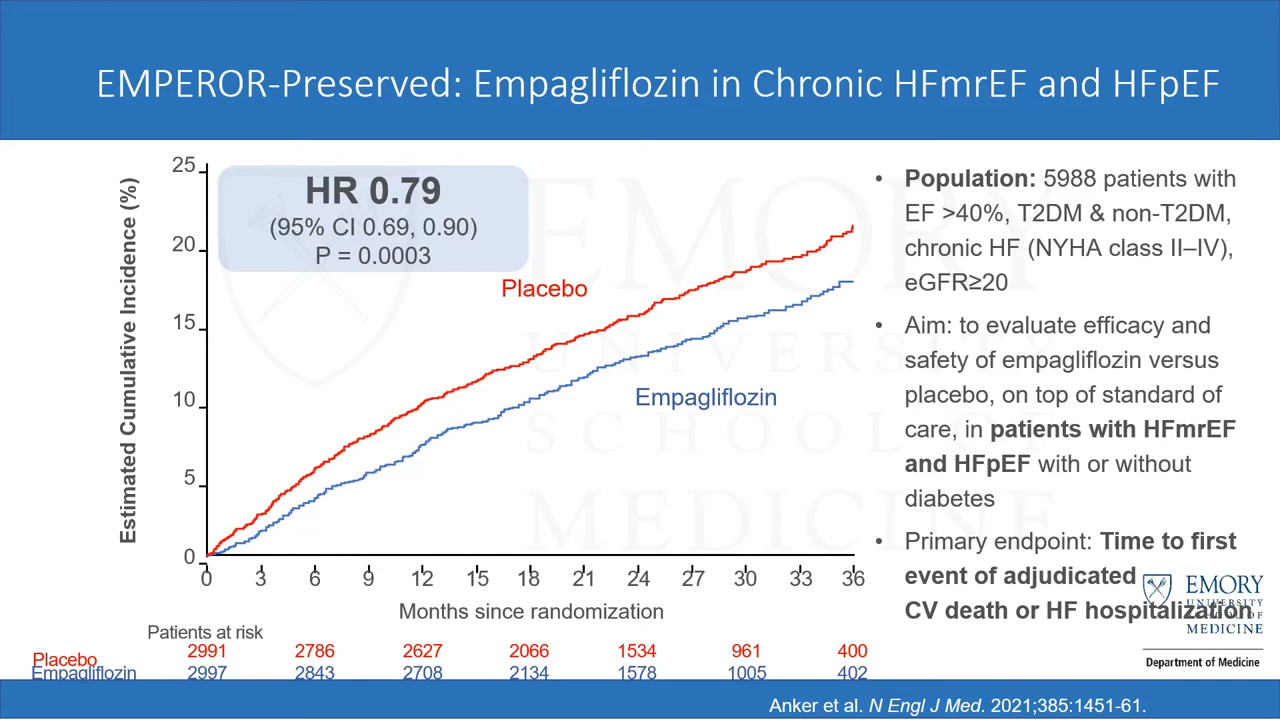 EMPEROR-Preserved: Empagliflozin in Chronic HFmrEF and HFpEF
Estimated Cumulative Incidence (%)
25
20
15
10
5
0
HR 0.79
(95% CI 0.69, 0.90)
P = 0.0003
Placebo
Empagliflozin
0 3 6 9 12 15 18 21 24 27 30 33 36
Months since randomization
Patients at risk
Placebo 2991 2786 2627 2066 1534 961 400
Empagliflozin 2997 2843 2708 2134 1578 1005 402
• Population: 5988 patients with
EF >40%, T2DM & non-T2DM,
chronic HF (NYHA class II–IV),
eGFR≥20
• Aim: to evaluate efficacy and
safety of empagliflozin versus
placebo, on top of standard of
care, in patients with HFmrEF
and HFpEF with or without
diabetes
• Primary endpoint: Time to first
event of adjudicated
CV death or HF hospitalization
EMORY
UNIVERSITY
SCHOOL OF
MEDICINE
EMORY
UNIVERSITY
SCHOOL OF
MEDICINE
Department of Medicine
Anker et al. N Engl J Med. 2021;385:1451-61.